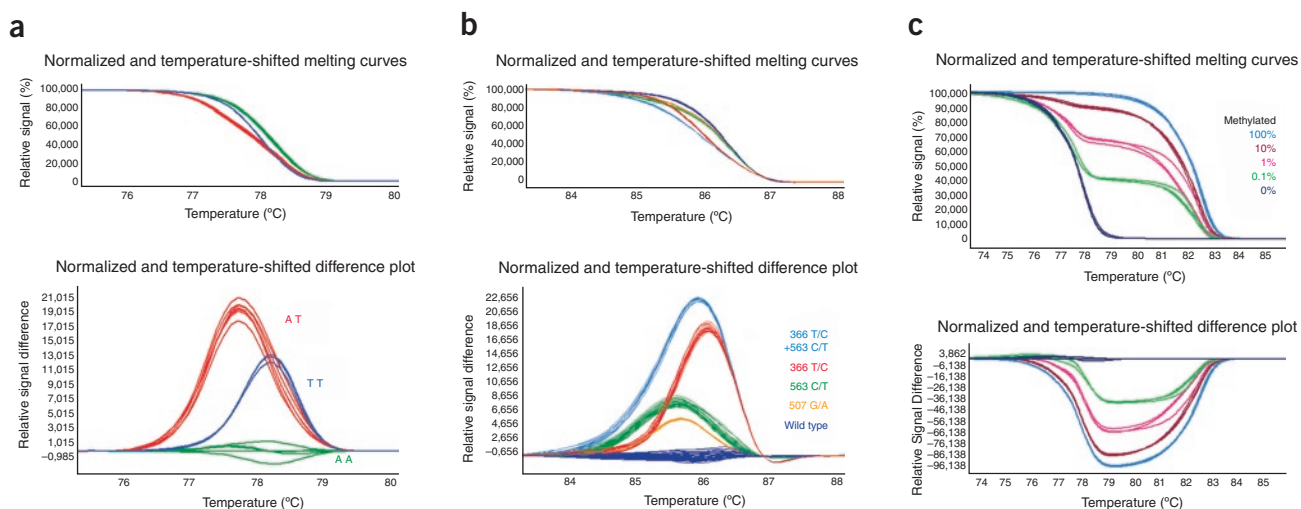 a
Normalized and temperature-shifted melting curves
Relative signal (%)
100,000
80,000
60,000
40,000
20,000
0
76 77 78 79 80
Temperature (ºC)
Normalized and temperature-shifted difference plot
Relative signal difference
21,015
19,015
17,015
15,015
13,015
11,015
9,015
7,015
5,015
3,015
1,015
–0,985
A T
T T
A A
76 77 78 79 80
Temperature (ºC)
b
Normalized and temperature-shifted melting curves
Relative signal (%)
100,000
80,000
60,000
40,000
20,000
0
84 85 86 87 88
Temperature (ºC)
Normalized and temperature-shifted difference plot
Relative signal difference
22,656
20,656
18,656
16,656
14,656
12,656
10,656
8,656
6,656
4,656
2,656
–0,656
366 T/C
+563 C/T
366 T/C
563 C/T
507 G/A
Wild type
84 85 86 87 88
Temperature (ºC)
c
Normalized and temperature-shifted melting curves
Relative signal (%)
100,000
90,000
80,000
70,000
60,000
50,000
40,000
30,000
20,000
10,000
0
Methylated
100%
10%
1%
0.1%
0%
74 75 76 77 78 79 80 81 82 83 84 85
Temperature (ºC)
Normalized and temperature-shifted difference plot
Relative Signal Difference
3,862
–6,138
–16,138
–26,138
–36,138
–46,138
–56,138
–66,138
–76,138
–86,138
–96,138
74 75 76 77 78 79 80 81 82 83 84 85
Temperature (ºC)